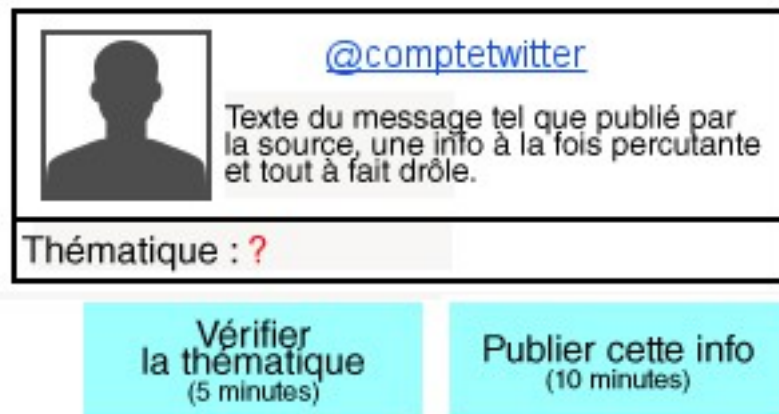 @comptetwitter
Texte du message tel que publié par
la source, une info à la fois percutante
et tout à fait drôle.
Thématique : ?
Vérifier
la thématique
(5 minutes)
Publier cette info
(10 minutes)